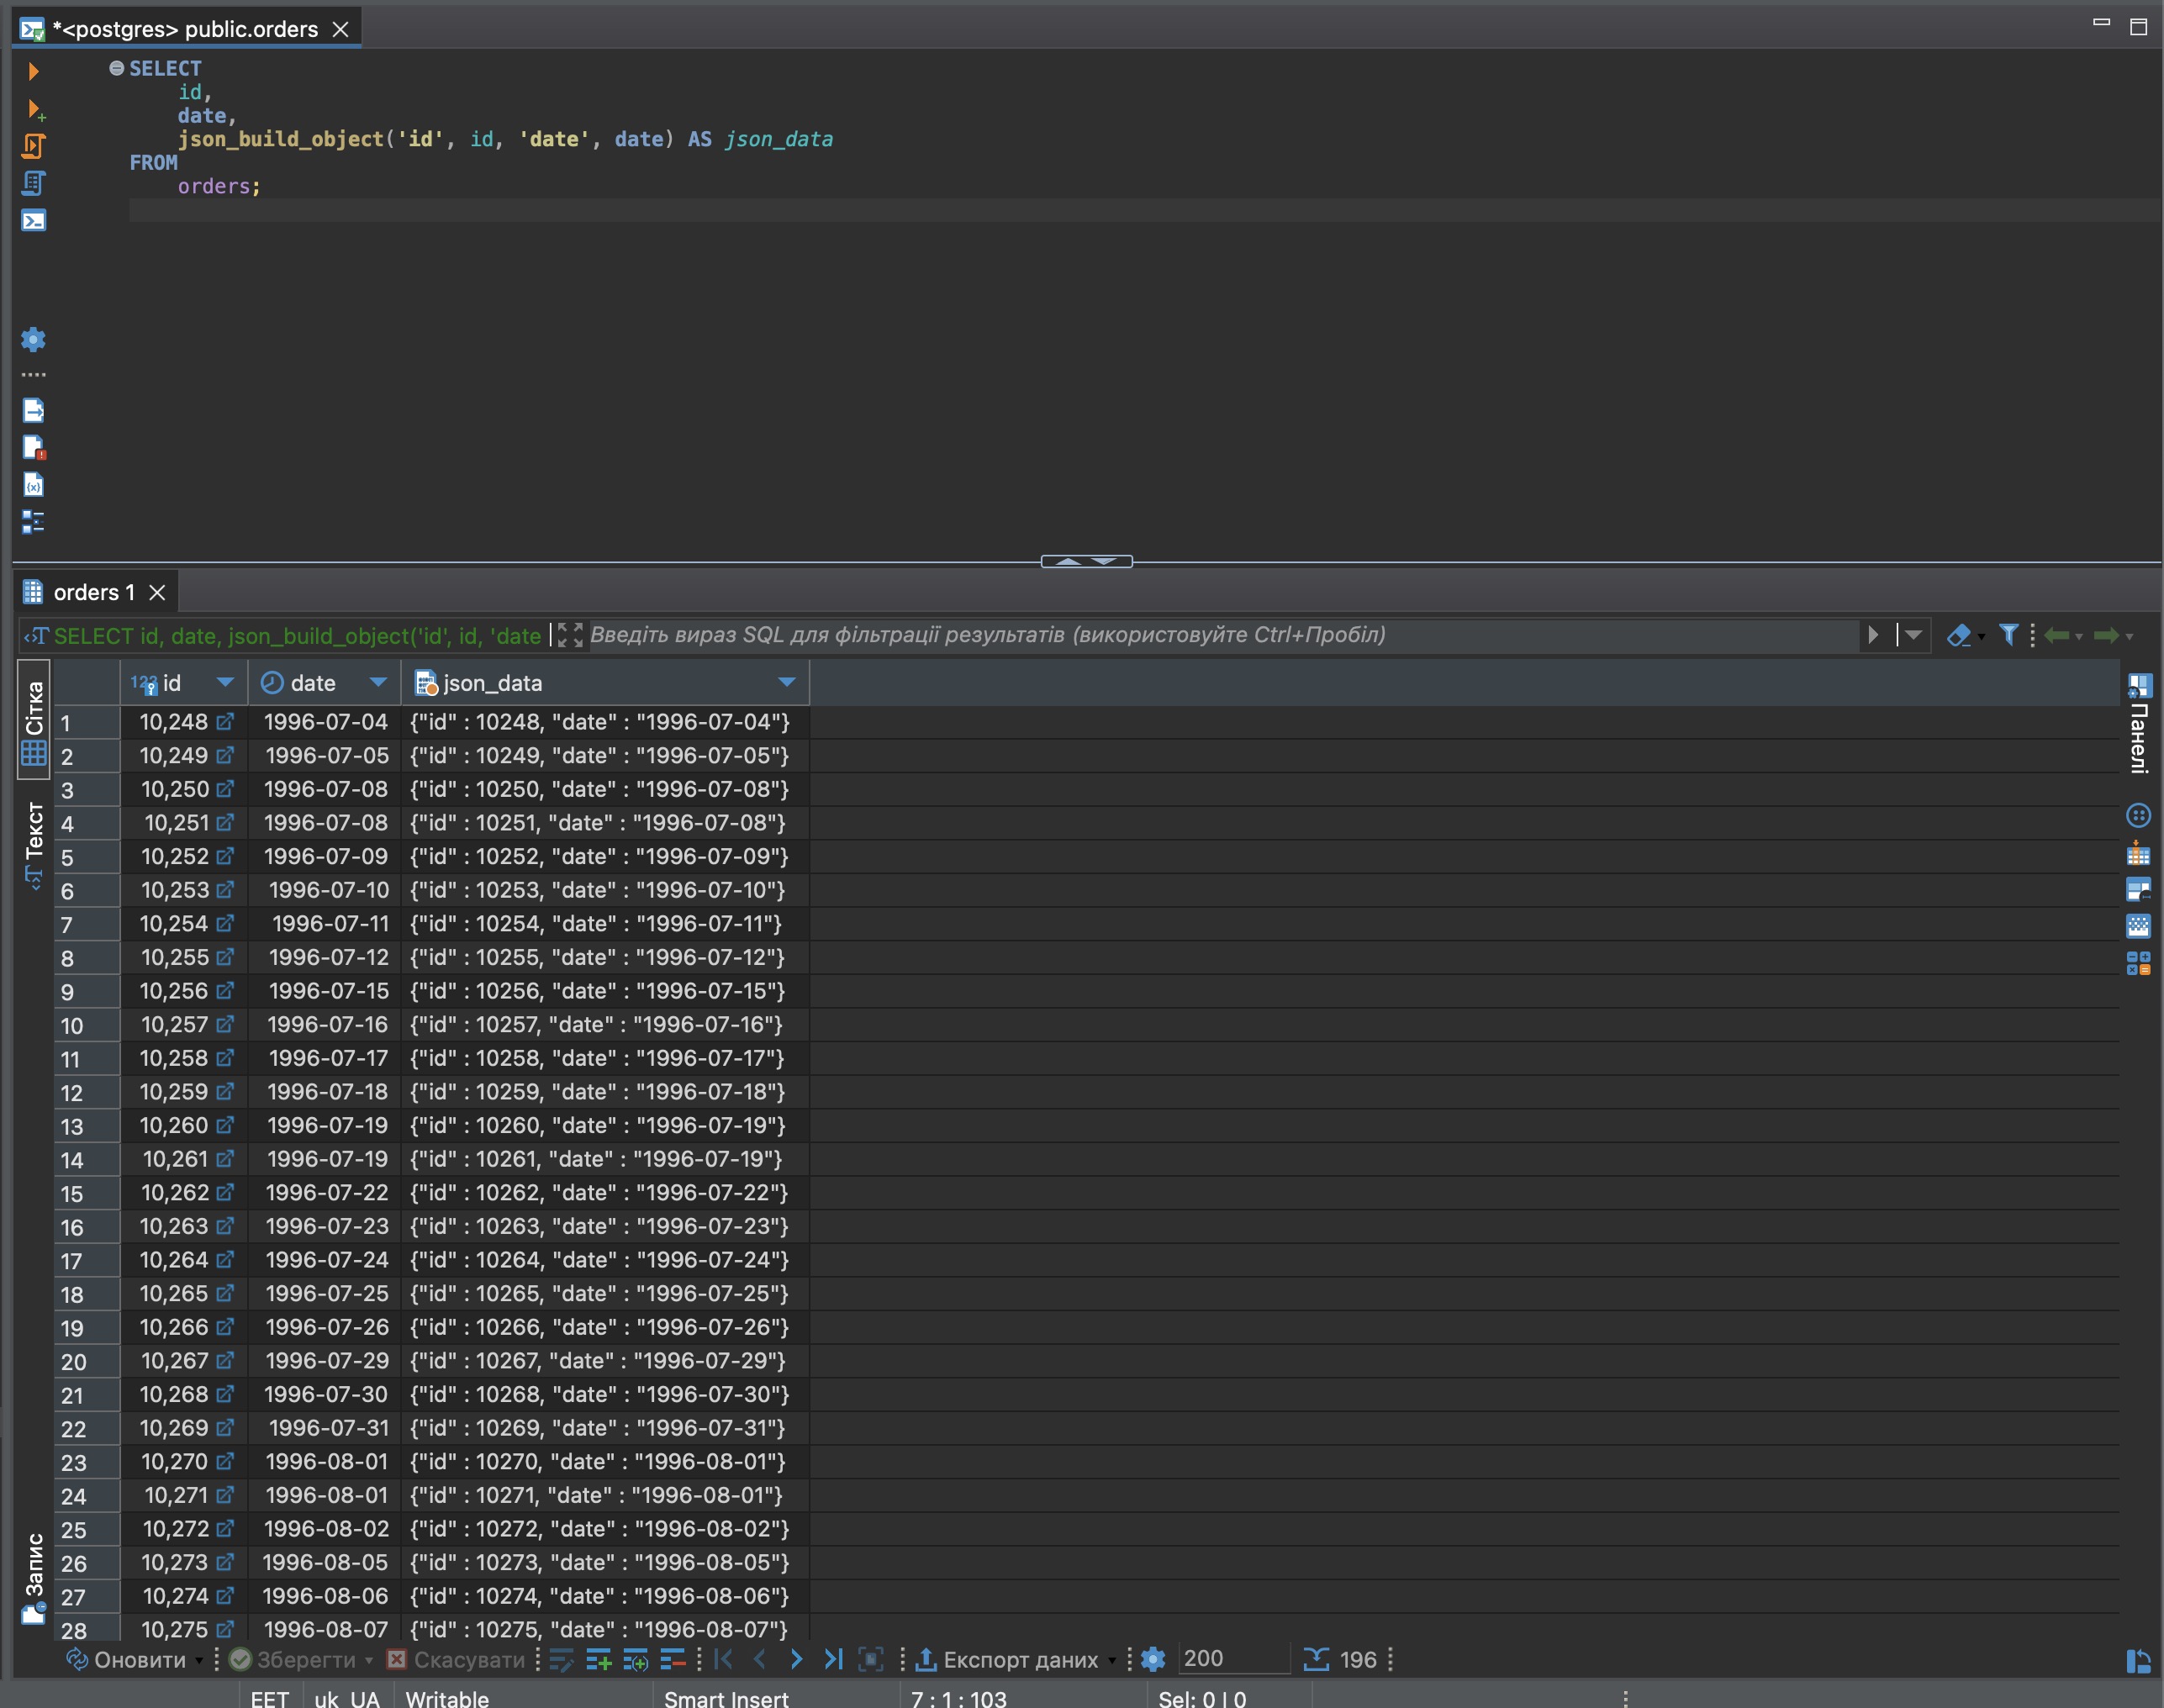 *<postgres> public.orders
SELECT
id,
date,
json_build_object('id', id, 'date', date) AS json_data
FROM
orders;
orders 1
SELECT id, date, json_build_object('id', id, 'date
Введіть вираз SQL для фільтрації результатів (використовуйте Ctrl+Пробіл)
Сітка
Текст
Запис
Панелі
123 id date json_data
1 10,248 1996-07-04 {"id" : 10248, "date" : "1996-07-04"}
2 10,249 1996-07-05 {"id" : 10249, "date" : "1996-07-05"}
3 10,250 1996-07-08 {"id" : 10250, "date" : "1996-07-08"}
4 10,251 1996-07-08 {"id" : 10251, "date" : "1996-07-08"}
5 10,252 1996-07-09 {"id" : 10252, "date" : "1996-07-09"}
6 10,253 1996-07-10 {"id" : 10253, "date" : "1996-07-10"}
7 10,254 1996-07-11 {"id" : 10254, "date" : "1996-07-11"}
8 10,255 1996-07-12 {"id" : 10255, "date" : "1996-07-12"}
9 10,256 1996-07-15 {"id" : 10256, "date" : "1996-07-15"}
10 10,257 1996-07-16 {"id" : 10257, "date" : "1996-07-16"}
11 10,258 1996-07-17 {"id" : 10258, "date" : "1996-07-17"}
12 10,259 1996-07-18 {"id" : 10259, "date" : "1996-07-18"}
13 10,260 1996-07-19 {"id" : 10260, "date" : "1996-07-19"}
14 10,261 1996-07-19 {"id" : 10261, "date" : "1996-07-19"}
15 10,262 1996-07-22 {"id" : 10262, "date" : "1996-07-22"}
16 10,263 1996-07-23 {"id" : 10263, "date" : "1996-07-23"}
17 10,264 1996-07-24 {"id" : 10264, "date" : "1996-07-24"}
18 10,265 1996-07-25 {"id" : 10265, "date" : "1996-07-25"}
19 10,266 1996-07-26 {"id" : 10266, "date" : "1996-07-26"}
20 10,267 1996-07-29 {"id" : 10267, "date" : "1996-07-29"}
21 10,268 1996-07-30 {"id" : 10268, "date" : "1996-07-30"}
22 10,269 1996-07-31 {"id" : 10269, "date" : "1996-07-31"}
23 10,270 1996-08-01 {"id" : 10270, "date" : "1996-08-01"}
24 10,271 1996-08-01 {"id" : 10271, "date" : "1996-08-01"}
25 10,272 1996-08-02 {"id" : 10272, "date" : "1996-08-02"}
26 10,273 1996-08-05 {"id" : 10273, "date" : "1996-08-05"}
27 10,274 1996-08-06 {"id" : 10274, "date" : "1996-08-06"}
28 10,275 1996-08-07 {"id" : 10275, "date" : "1996-08-07"}
Оновити Зберегти Скасувати Експорт даних 200 196
EET uk_UA Writable Smart Insert 7 : 1 : 103 Sel: 0 | 0